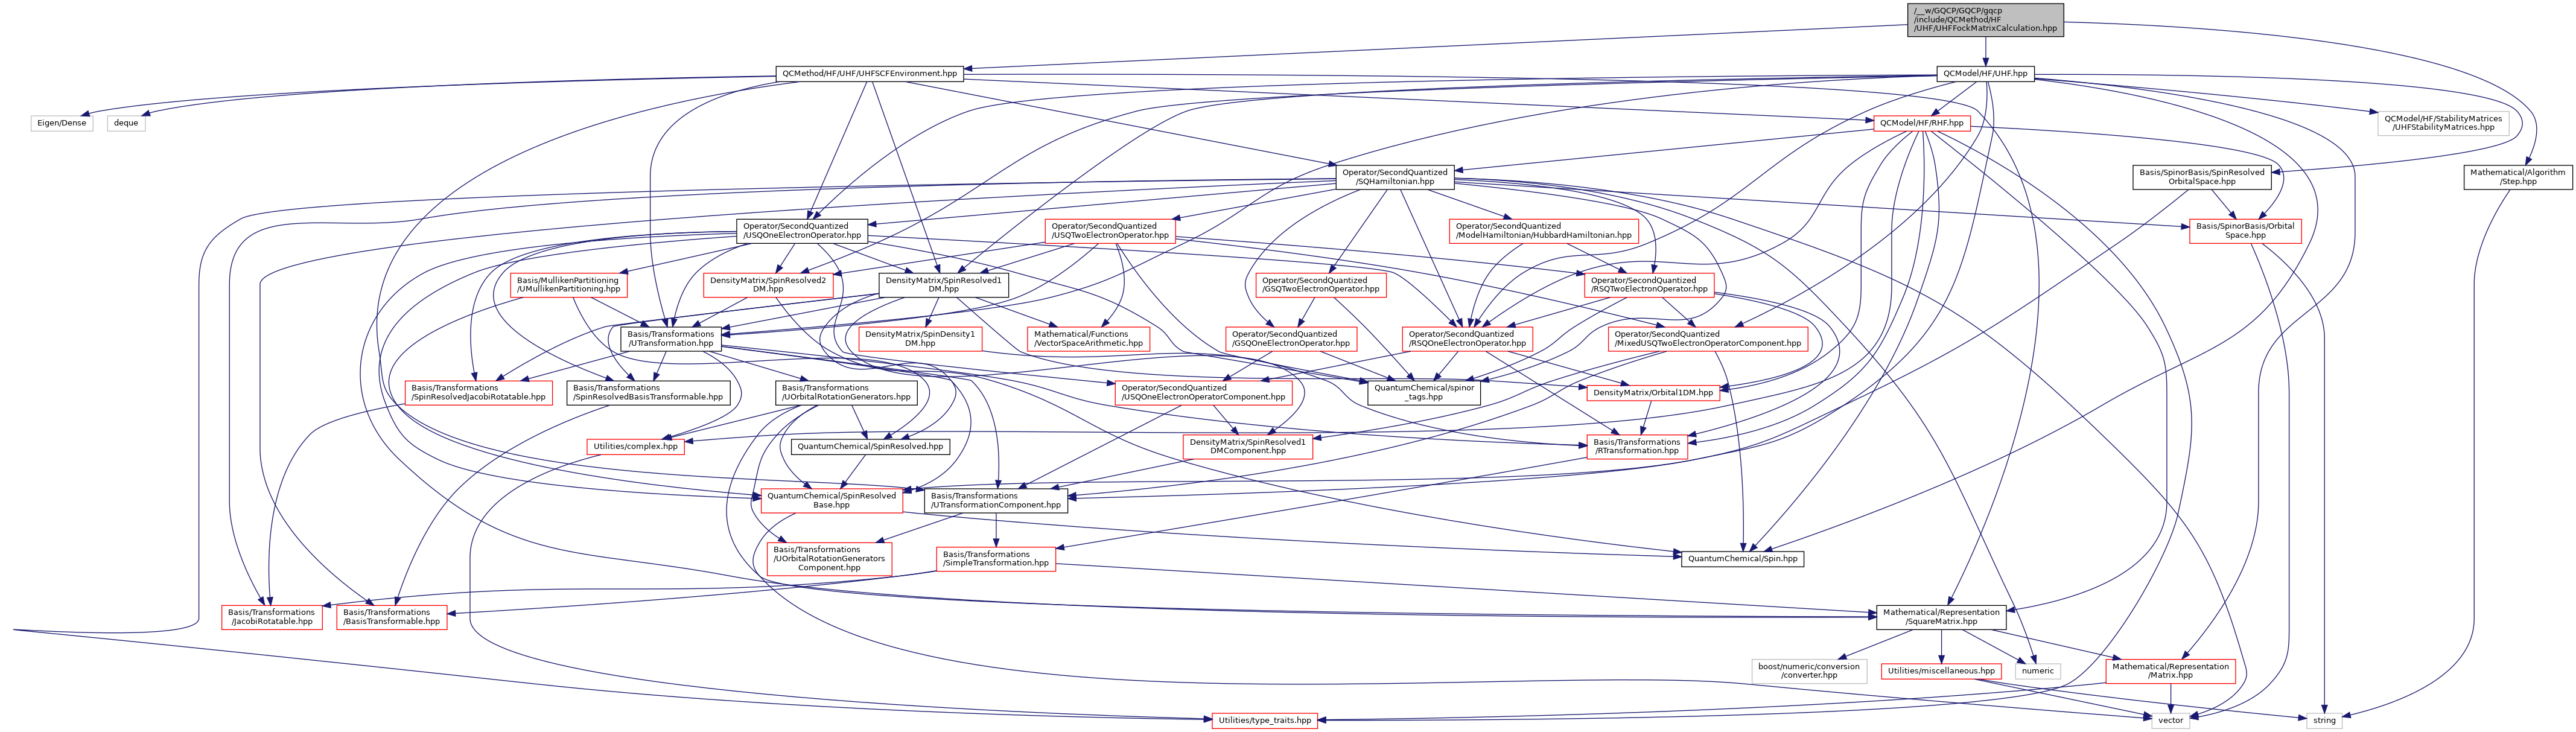 /__w/GQCP/GQCP/gqcp
/include/QCMethod/HF
/UHF/UHFFockMatrixCalculation.hpp
QCMethod/HF/UHF/UHFSCFEnvironment.hpp
QCModel/HF/UHF.hpp
Eigen/Dense
deque
QCModel/HF/RHF.hpp
QCModel/HF/StabilityMatrices
/UHFStabilityMatrices.hpp
Operator/SecondQuantized
/SQHamiltonian.hpp
Basis/SpinorBasis/SpinResolved
OrbitalSpace.hpp
Mathematical/Algorithm
/Step.hpp
Operator/SecondQuantized
/USQOneElectronOperator.hpp
Operator/SecondQuantized
/USQTwoElectronOperator.hpp
Operator/SecondQuantized
/ModelHamiltonian/HubbardHamiltonian.hpp
Basis/SpinorBasis/Orbital
Space.hpp
Basis/MullikenPartitioning
/UMullikenPartitioning.hpp
DensityMatrix/SpinResolved2
DM.hpp
DensityMatrix/SpinResolved1
DM.hpp
Operator/SecondQuantized
/GSQTwoElectronOperator.hpp
Operator/SecondQuantized
/RSQTwoElectronOperator.hpp
Basis/Transformations
/UTransformation.hpp
DensityMatrix/SpinDensity1
DM.hpp
Mathematical/Functions
/VectorSpaceArithmetic.hpp
Operator/SecondQuantized
/GSQOneElectronOperator.hpp
Operator/SecondQuantized
/RSQOneElectronOperator.hpp
Operator/SecondQuantized
/MixedUSQTwoElectronOperatorComponent.hpp
Basis/Transformations
/SpinResolvedJacobiRotatable.hpp
Basis/Transformations
/SpinResolvedBasisTransformable.hpp
Basis/Transformations
/UOrbitalRotationGenerators.hpp
Operator/SecondQuantized
/USQOneElectronOperatorComponent.hpp
QuantumChemical/spinor
_tags.hpp
DensityMatrix/Orbital1DM.hpp
Utilities/complex.hpp
QuantumChemical/SpinResolved.hpp
DensityMatrix/SpinResolved1
DMComponent.hpp
Basis/Transformations
/RTransformation.hpp
QuantumChemical/SpinResolved
Base.hpp
Basis/Transformations
/UTransformationComponent.hpp
Basis/Transformations
/UOrbitalRotationGenerators
Component.hpp
Basis/Transformations
/SimpleTransformation.hpp
QuantumChemical/Spin.hpp
Basis/Transformations
/JacobiRotatable.hpp
Basis/Transformations
/BasisTransformable.hpp
Mathematical/Representation
/SquareMatrix.hpp
boost/numeric/conversion
/converter.hpp
Utilities/miscellaneous.hpp
numeric
Mathematical/Representation
/Matrix.hpp
Utilities/type_traits.hpp
vector
string